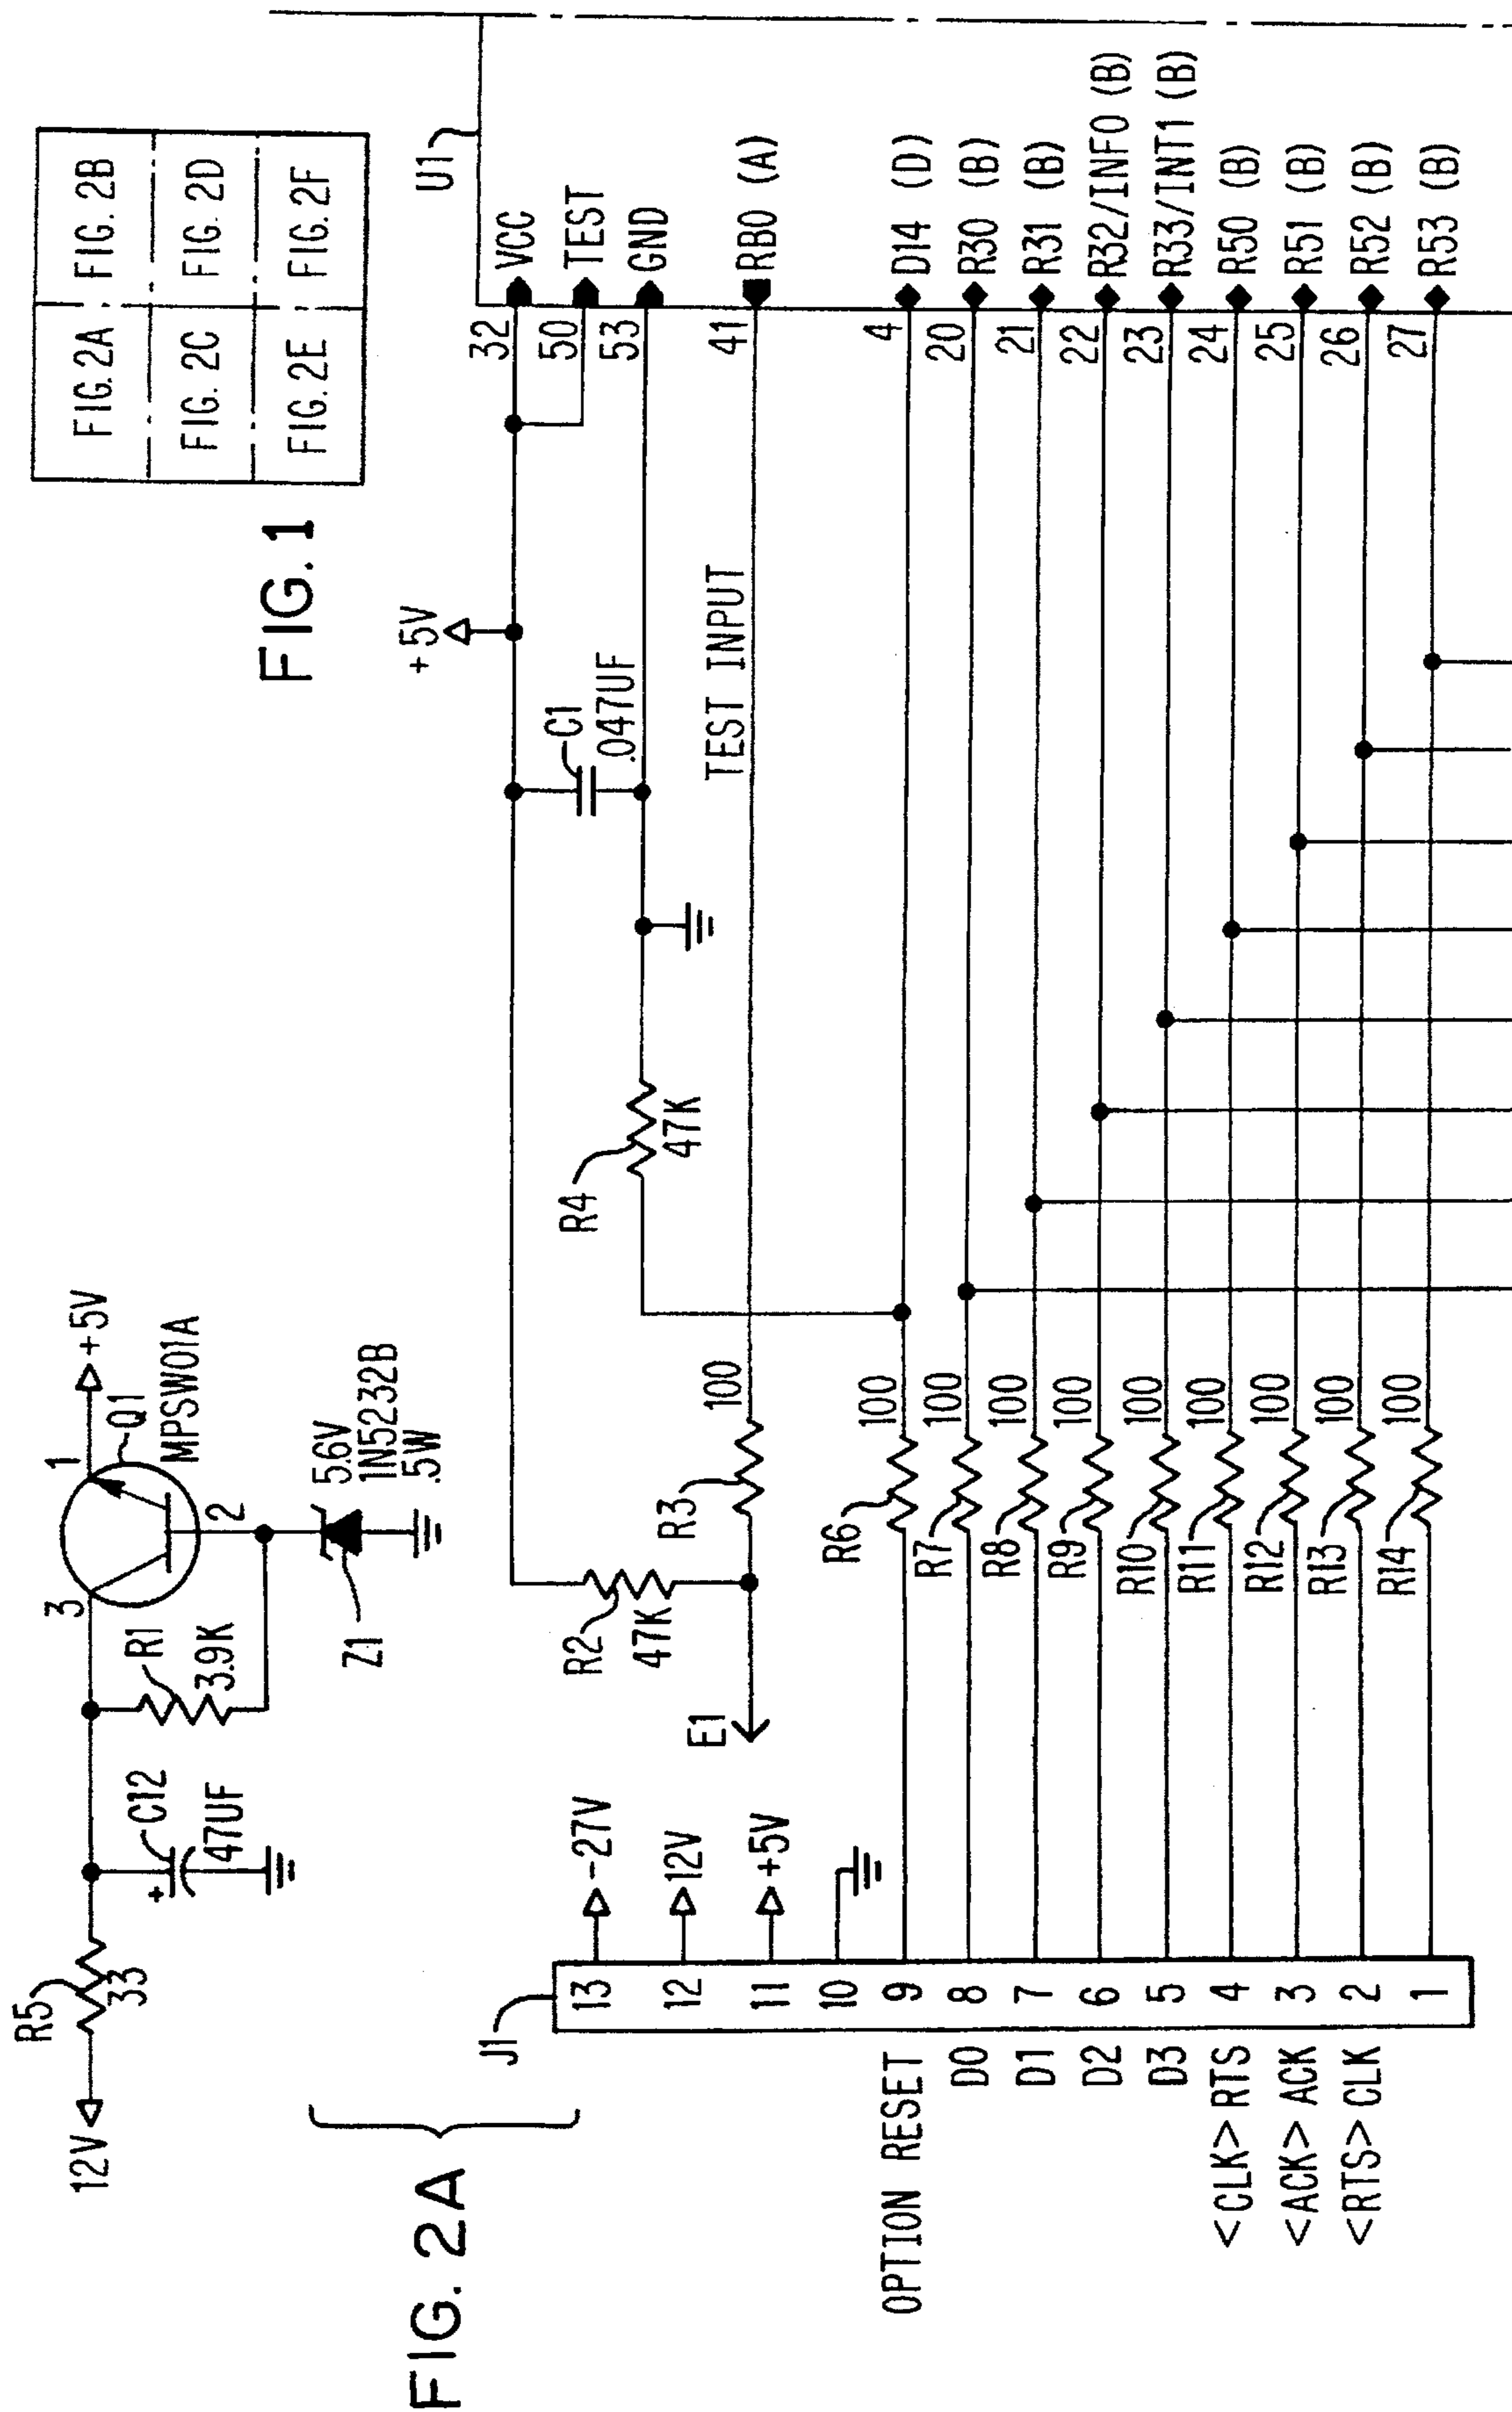 FIG. 2A FIG. 2B
FIG. 2C FIG. 2D
FIG. 2E FIG. 2F
FIG. 1
12V
R5
33
+
C12
47UF
R1
3.9K
3
1
2
Q1
MPSW01A
+5V
Z1
5.6V
1N5232B
.5W
FIG. 2A
J1
13
-27V
12
12V
11
+5V
10
OPTION RESET 9
D0 8
D1 7
D2 6
D3 5
<CLK> RTS 4
<ACK> ACK 3
<RTS> CLK 2
1
E1
R2
47K
R3
100
R4
47K
C1
.047UF
+5V
TEST INPUT
R6
100
R7
100
R8
100
R9
100
R10
100
R11
100
R12
100
R13
100
R14
100
U1
32 VCC
50 TEST
53 GND
41 RB0 (A)
4 D14 (D)
20 R30 (B)
21 R31 (B)
22 R32/INF0 (B)
23 R33/INT1 (B)
24 R50 (B)
25 R51 (B)
26 R52 (B)
27 R53 (B)